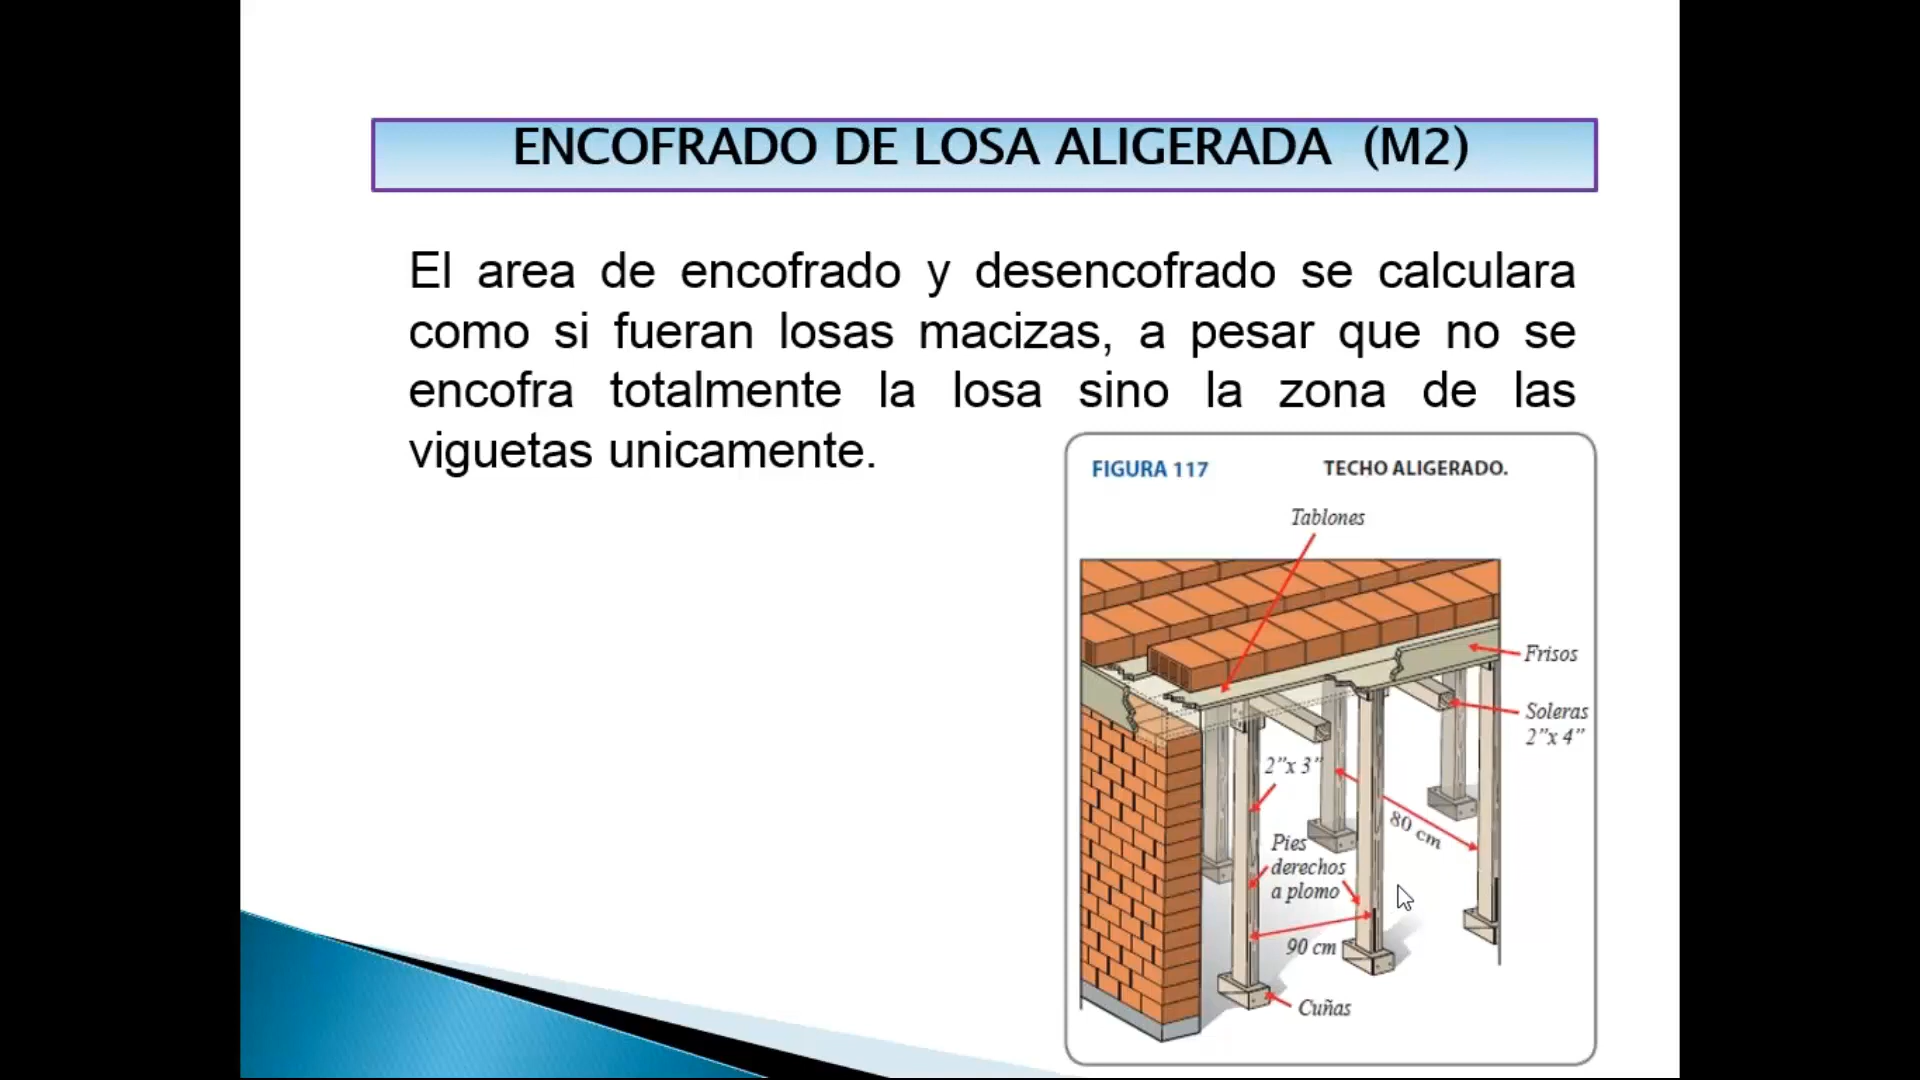 ENCOFRADO DE LOSA ALIGERADA (M2)
El area de encofrado y desencofrado se calculara
como si fueran losas macizas, a pesar que no se
encofra totalmente la losa sino la zona de las
viguetas unicamente.
FIGURA 117 TECHO ALIGERADO.
Tablones
Frisos
Soleras
2”x 4”
2”x 3”
80 cm
Pies
derechos
a plomo
90 cm
Cuñas